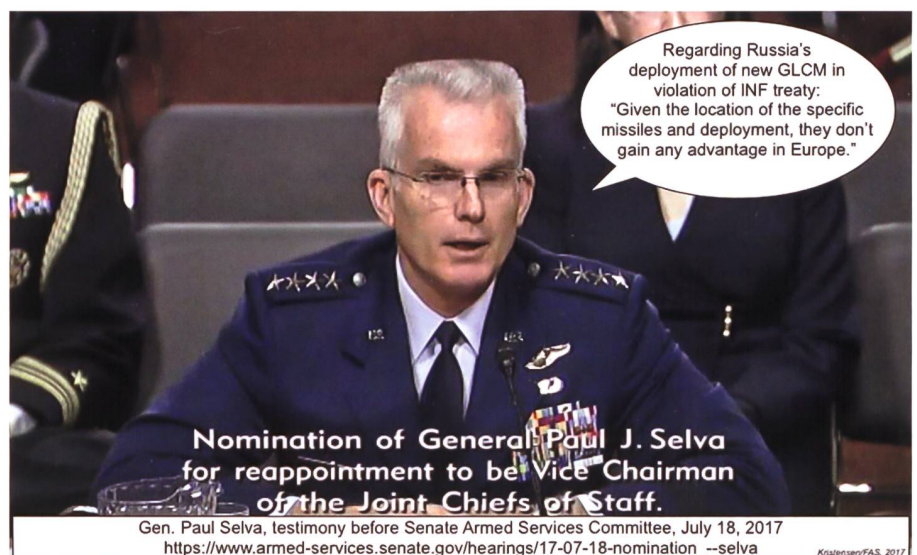 Regarding Russia's
deployment of new GLCM in
violation of INF treaty:
"Given the location of the specific
missiles and deployment, they don't
gain any advantage in Europe."
Nomination of General Paul J. Selva
for reappointment to be Vice Chairman
of the Joint Chiefs of Staff.
Gen. Paul Selva, testimony before Senate Armed Services Committee, July 18, 2017
https://www.armed-services.senate.gov/hearings/17-07-18-nomination --selva
Kristensen/FAS, 2017